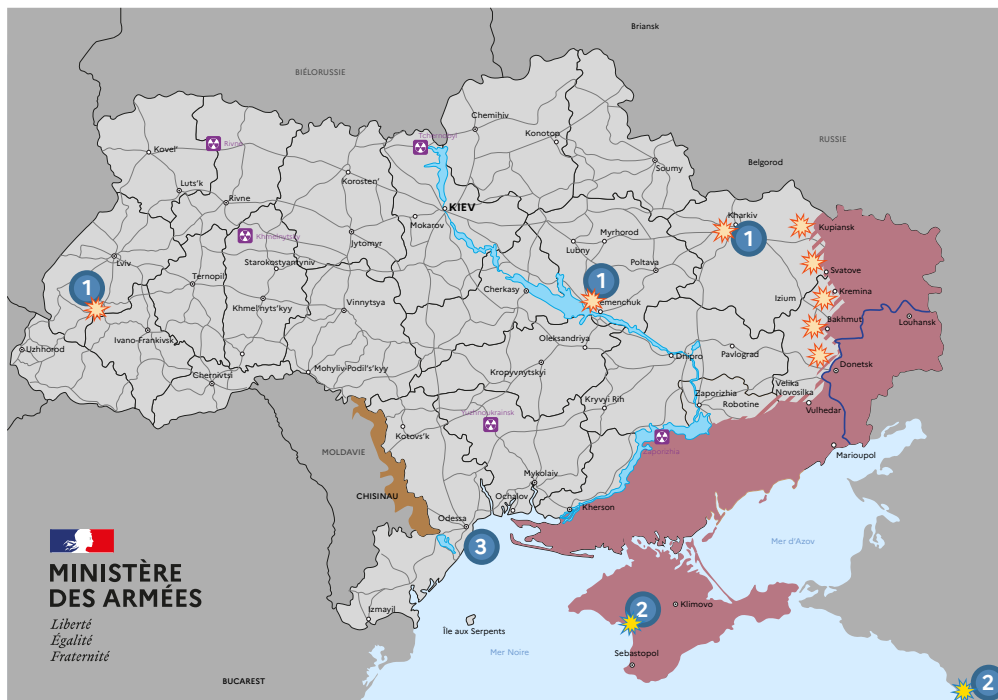 Briansk
BIÉLORUSSIE
Chernihiv
Tchernobyl
Konotop
RUSSIE
Rivne
Kovel'
Belgorod
Soumy
Korosten'
Luts'k
Rivne
KIEV
Kharkiv
Makarov
Kupiansk
Myrhorod
1
Khmelnytsky
Jytomyr
Lubny
Lviv
Starokostyantyniv
Poltava
Svatove
Ternopil
1
1
Cherkasy
Kremina
Izium
Vinnytsya
Kremenchuk
Khmel'nyts'kyy
Bakhmut
Louhansk
Ivano-Frankivsk
Oleksandriya
Uzhhorod
Dnipro
Pavlograd
Donetsk
Mohyliv-Podil's'kyy
Kropyvnytskyi
Chernivtsi
Velika
Novosilka
Zaporizhia
Kryvyi Rih
Robotine
Vulhedar
Yuzhnoukrainsk
Kotovs'k
MOLDAVIE
Zaporizhia
Marioupol
Mykolaiv
CHISINAU
Ochalov
Kherson
Odessa
3
Mer d'Azov
MINISTÈRE
DES ARMÉES
Liberté
Égalité
Fraternité
2
Klimovo
Izmayil
Île aux Serpents
Mer Noire
Sebastopol
BUCAREST
2